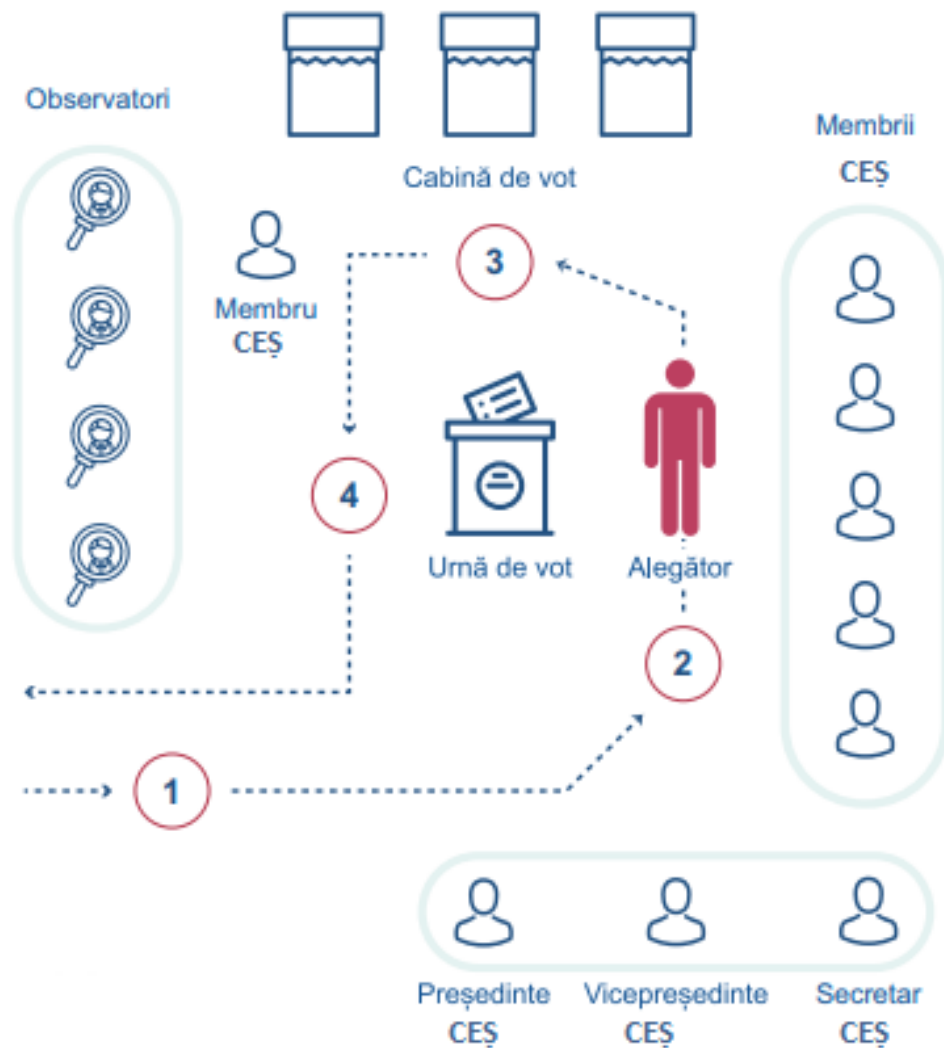 Observatori
Membrii
CEȘ
Cabină de vot
3
Membru
CEȘ
4
Urnă de vot
Alegător
2
1
Președinte
CEȘ
Vicepreședinte
CEȘ
Secretar
CEȘ